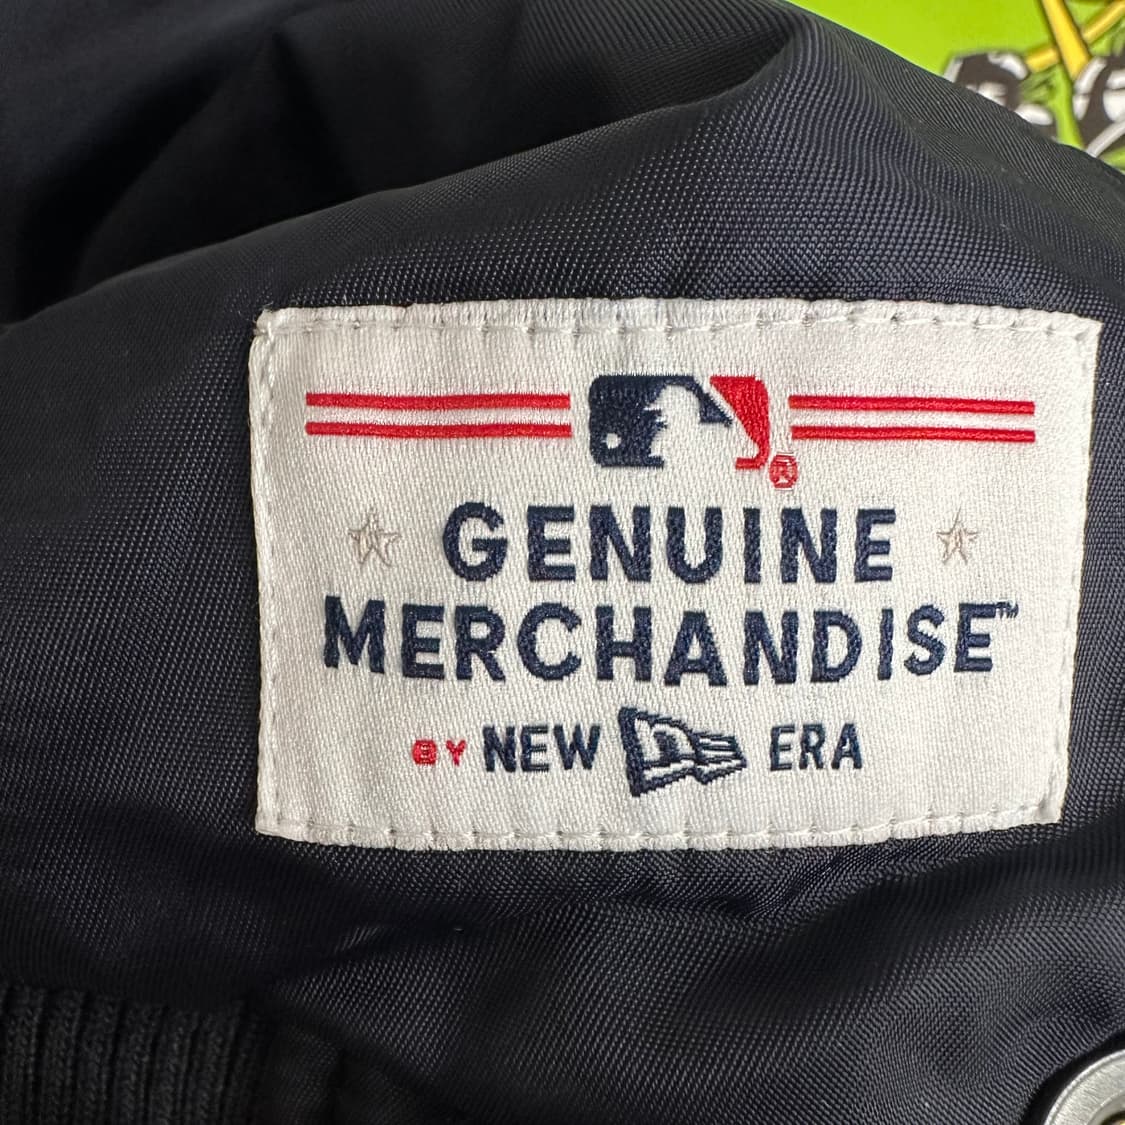 ®
GENUINE
MERCHANDISE™
BY NEW ERA